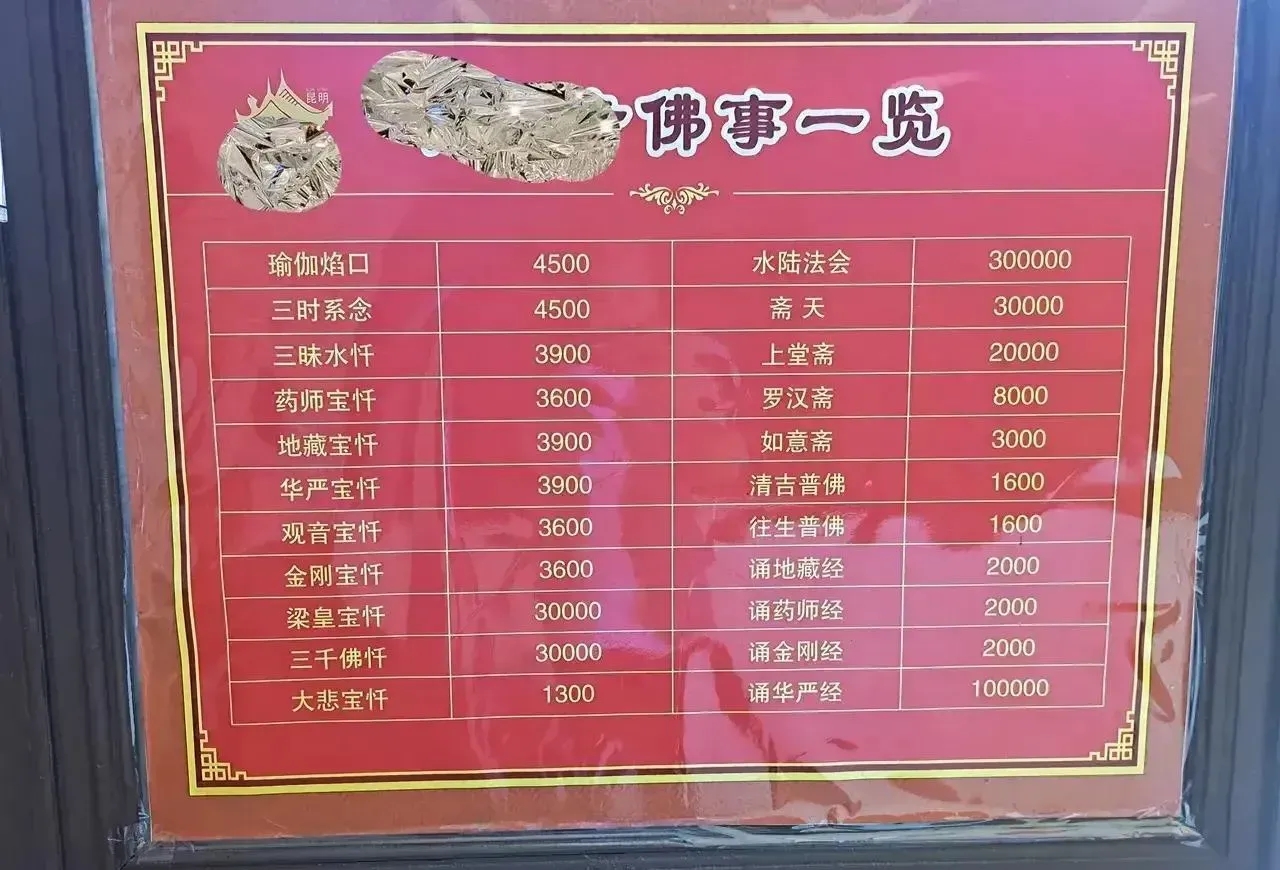 昆明
佛事一览
瑜伽焰口 4500 水陆法会 300000
三时系念 4500 斋 天 30000
三昧水忏 3900 上堂斋 20000
药师宝忏 3600 罗汉斋 8000
地藏宝忏 3900 如意斋 3000
华严宝忏 3900 清吉普佛 1600
观音宝忏 3600 往生普佛 1600
金刚宝忏 3600 诵地藏经 2000
梁皇宝忏 30000 诵药师经 2000
三千佛忏 30000 诵金刚经 2000
大悲宝忏 1300 诵华严经 100000